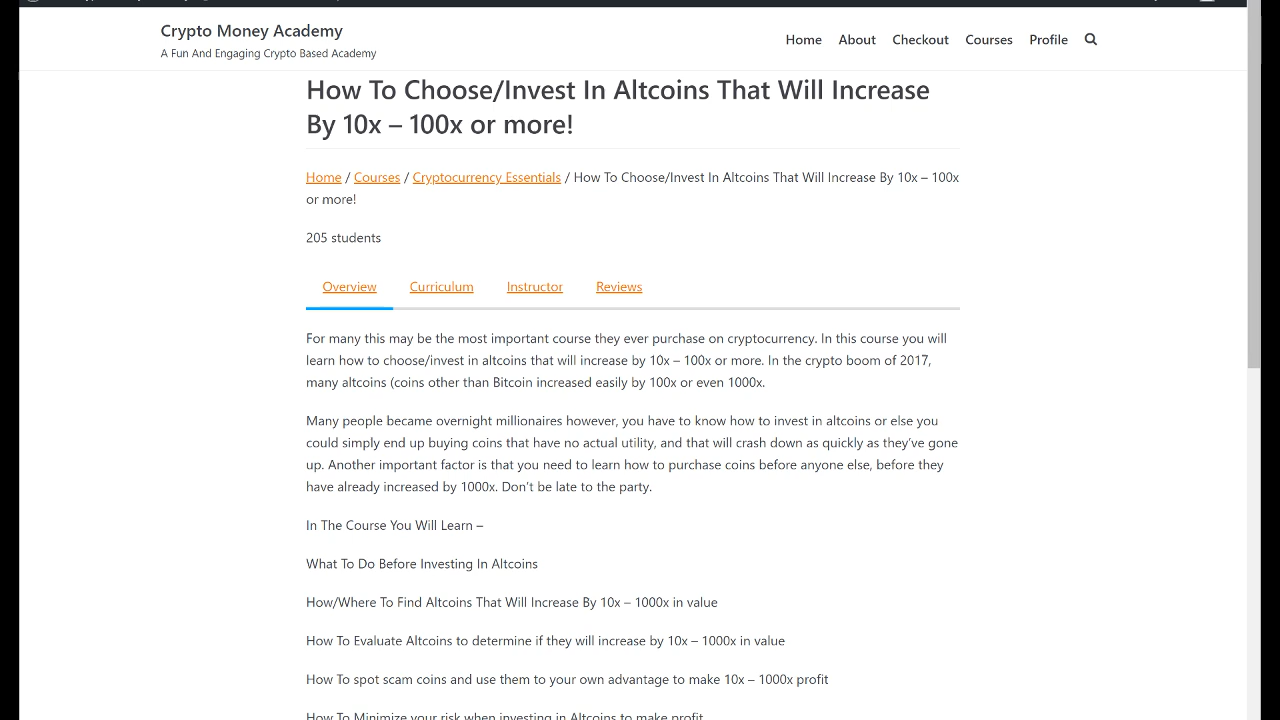 Crypto Money Academy
A Fun And Engaging Crypto Based Academy
Home About Checkout Courses Profile
How To Choose/Invest In Altcoins That Will Increase
By 10x – 100x or more!
Home / Courses / Cryptocurrency Essentials / How To Choose/Invest In Altcoins That Will Increase By 10x – 100x
or more!
205 students
Overview Curriculum Instructor Reviews
For many this may be the most important course they ever purchase on cryptocurrency. In this course you will
learn how to choose/invest in altcoins that will increase by 10x – 100x or more. In the crypto boom of 2017,
many altcoins (coins other than Bitcoin increased easily by 100x or even 1000x.
Many people became overnight millionaires however, you have to know how to invest in altcoins or else you
could simply end up buying coins that have no actual utility, and that will crash down as quickly as they’ve gone
up. Another important factor is that you need to learn how to purchase coins before anyone else, before they
have already increased by 1000x. Don’t be late to the party.
In The Course You Will Learn –
What To Do Before Investing In Altcoins
How/Where To Find Altcoins That Will Increase By 10x – 1000x in value
How To Evaluate Altcoins to determine if they will increase by 10x – 1000x in value
How To spot scam coins and use them to your own advantage to make 10x – 1000x profit
How To Minimize your risk when investing in Altcoins to make profit